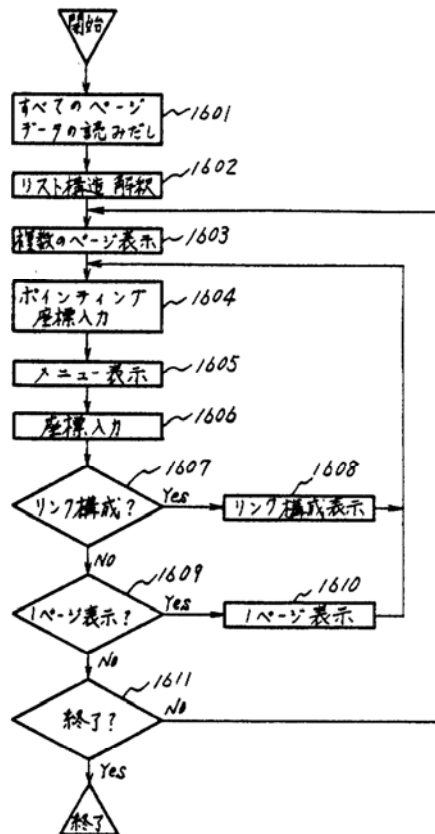 開始
すべてのページ
データの読みだし
1601
リスト構造 解釈
1602
複数のページ表示
1603
ポインティング
座標入力
1604
メニュー表示
1605
座標入力
1606
リンク構成?
1607
Yes
リンク構成表示
1608
NO
1ページ表示?
1609
Yes
1ページ表示
1610
NO
終了?
1611
No
Yes
終了